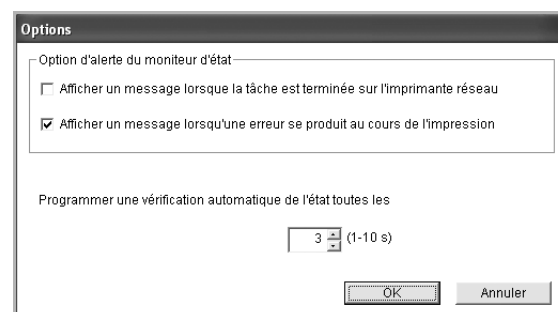 Options
Option d'alerte du moniteur d'état
Afficher un message lorsque la tâche est terminée sur l'imprimante réseau
Afficher un message lorsqu'une erreur se produit au cours de l'impression
Programmer une vérification automatique de l'état toutes les
3 (1-10 s)
OK Annuler